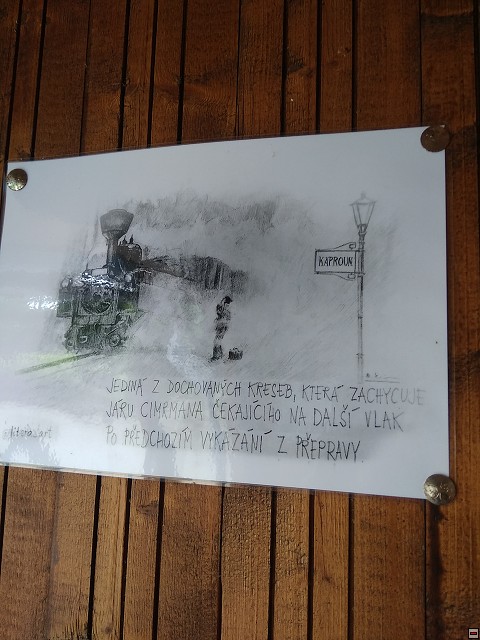 KAPROUN
JEDINÁ Z DOCHOVANÝCH KRESEB, KTERÁ ZACHYCUJE
JÁRU CIMRMANA ČEKAJÍCÍHO NA DALŠÍ VLAK
PO PŘEDCHOZÍM VYKÁZÁNÍ Z PŘEPRAVY.